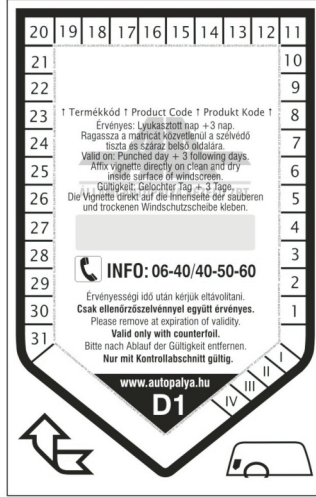 20 19 18 17 16 15 14 13 12 11
21 10
22 9
23 8
↑ Termékkód ↑ Product Code ↑ Produkt Kode ↑
Érvényes: Lyukasztott nap +3 nap.
24 7
Ragassza a matricát közvetlenül a szélvédő
tiszta és száraz belső oldalára.
Valid on: Punched day + 3 following days.
25 6
Affix vignette directly on clean and dry
inside surface of windscreen.
Gültigkeit: Gelochter Tag + 3 Tage,
26 5
Die Vignette direkt auf die Innenseite der sauberen
und trockenen Windschutzscheibe kleben.
27 4
28 3
INFO: 06-40/40-50-60
29 2
Érvényességi idő után kérjük eltávolitani.
30 1
Csak ellenőrzőszelvénnyel együtt érvényes.
Please remove at expiration of validity.
31
Valid only with counterfoil.
Bitte nach Ablauf der Gültigkeit entfernen.
Nur mit Kontrollabschnitt gültig.
I
II
III
IV
www.autopalya.hu
D1